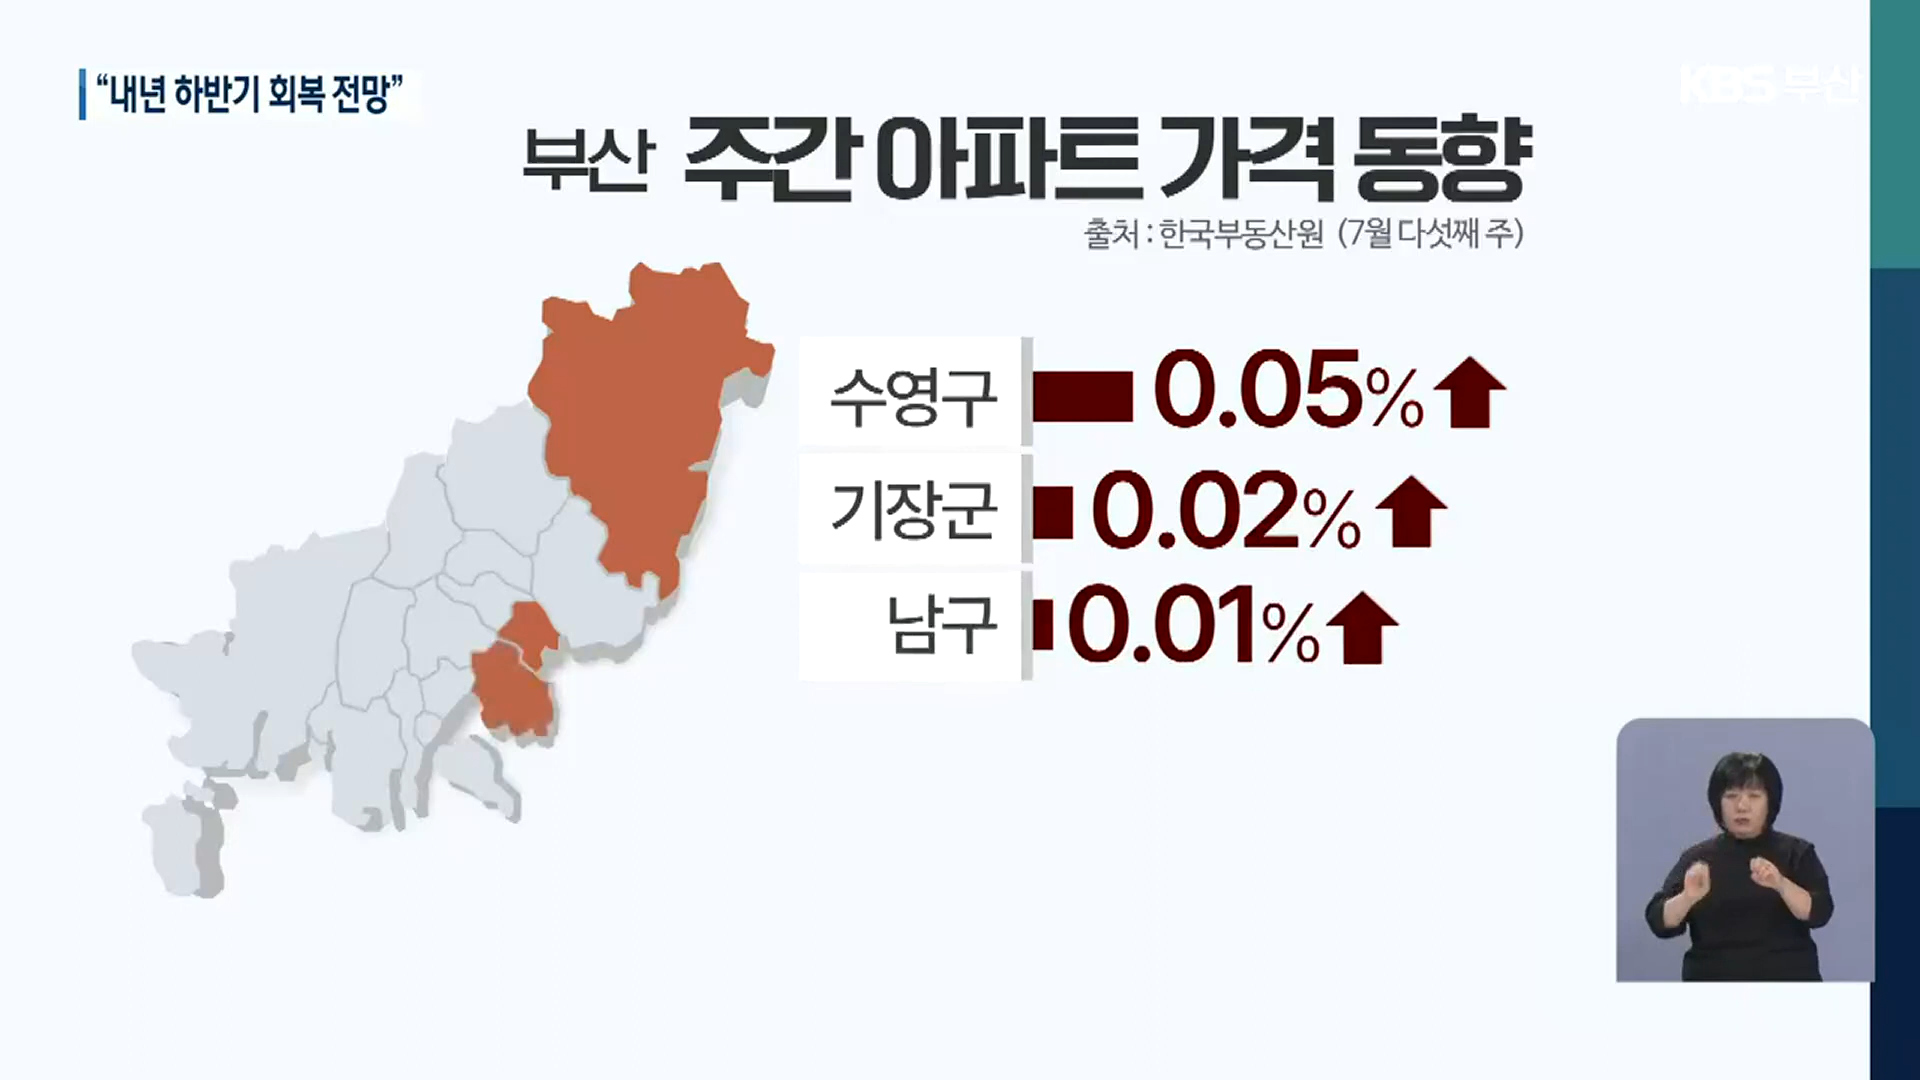 “내년 하반기 회복 전망”
KBS 부산
부산 주간 아파트 가격 동향
출처 : 한국부동산원 (7월 다섯째 주)
수영구 0.05%
기장군 0.02%
남구 0.01%